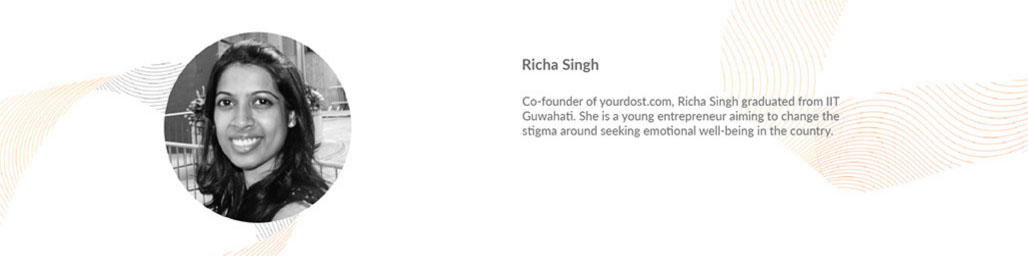 Richa Singh
Co-founder of yourdost.com, Richa Singh graduated from IIT
Guwahati. She is a young entrepreneur aiming to change the
stigma around seeking emotional well-being in the country.